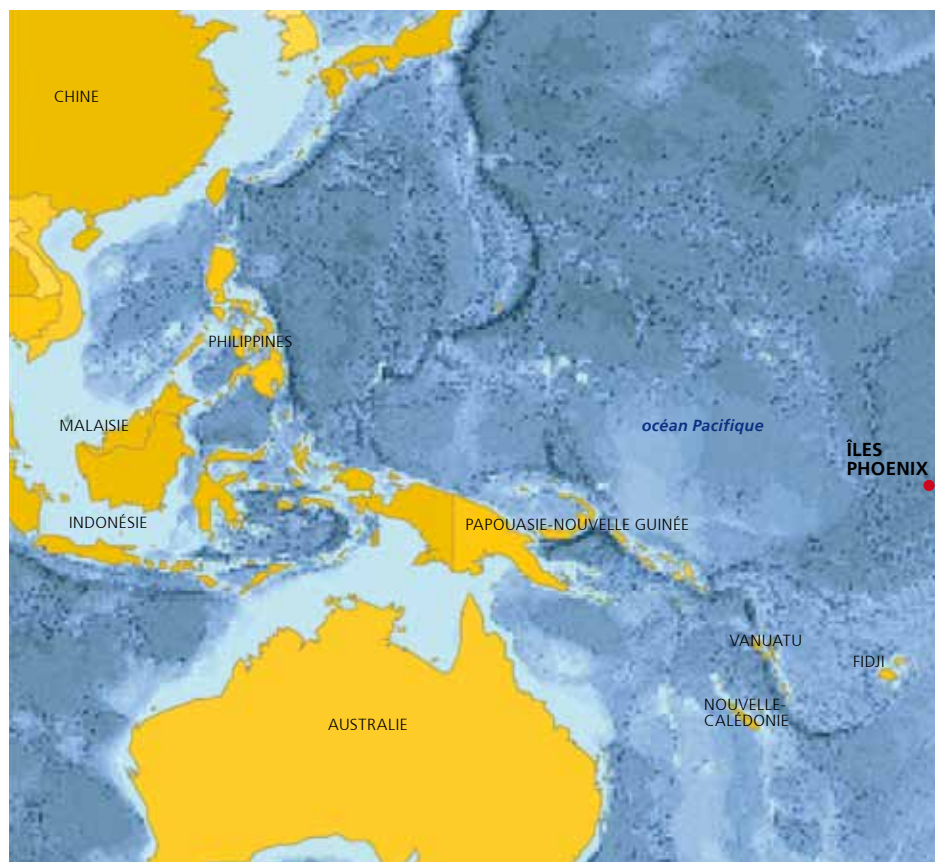 CHINE
PHILIPPINES
MALAISIE
océan Pacifique
ÎLES
PHOENIX
INDONÉSIE
PAPOUASIE-NOUVELLE GUINÉE
VANUATU
FIDJI
NOUVELLE-
CALÉDONIE
AUSTRALIE